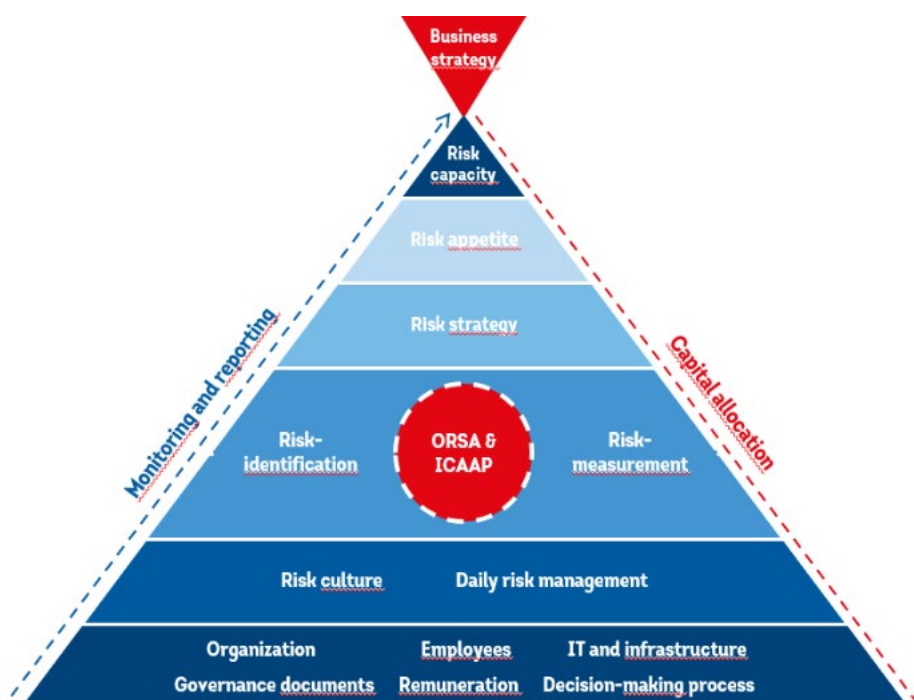 Business
strategy
Risk
capacity
Risk appetite
Risk strategy
Monitoring and reporting
Capital allocation
Risk-
identification
ORSA &
ICAAP
Risk-
measurement
Risk culture
Daily risk management
Organization
Employees
IT and infrastructure
Governance documents
Remuneration
Decision-making process